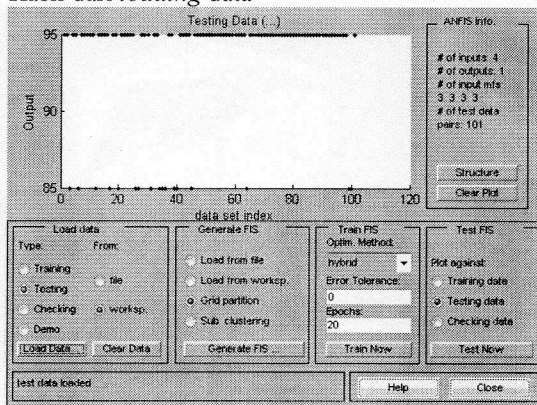 Testing Data (...)
95
90
85
Output
0
20
40
60
80
100
120
data set index
ANFIS Info.
# of inputs: 4
# of outputs: 1
# of input mfs
3 3 3 3
# of test data
pairs: 101
Structure
Clear Plot
Load data
Type:
From:
Training
Testing
Checking
Demo
file
worksp.
Load Data...
Clear Data
Generate FIS
Load from file
Load from worksp.
Grid partition
Sub. clustering
Generate FIS ...
Train FIS
Optim. Method:
hybrid
Error Tolerance:
0
Epochs:
20
Train Now
Test FIS
Plot against:
Training data
Testing data
Checking data
Test Now
test data loaded
Help
Close